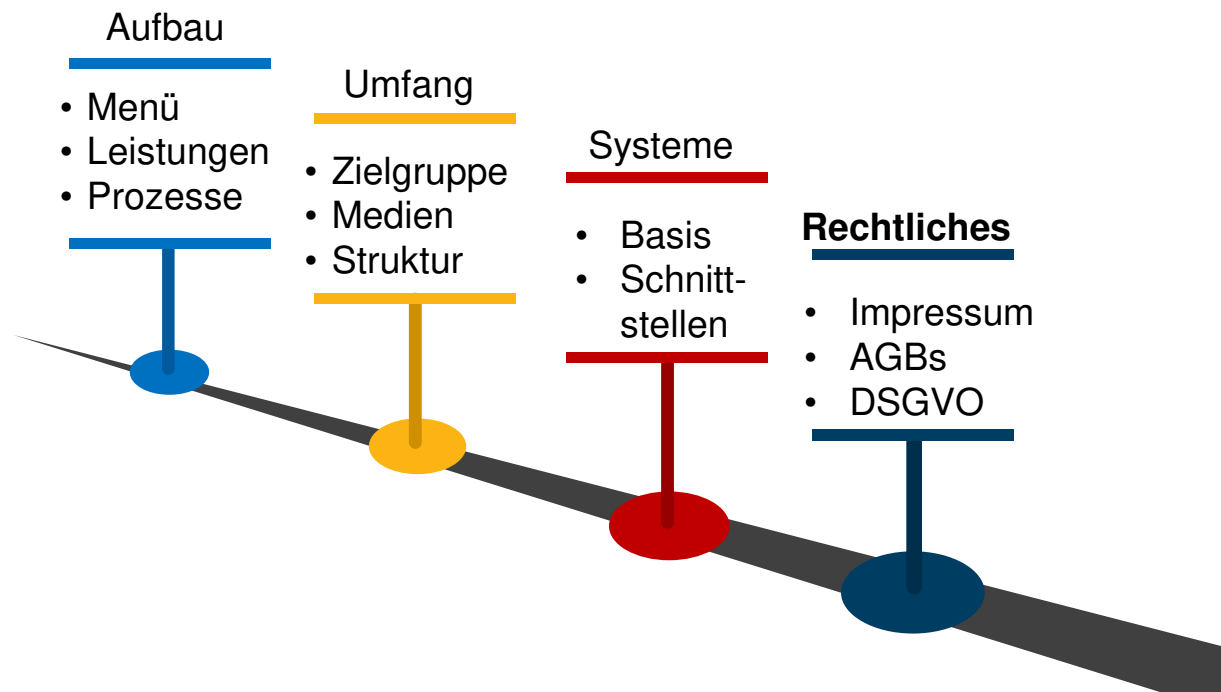 Aufbau
• Menü
• Leistungen
• Prozesse
Umfang
• Zielgruppe
• Medien
• Struktur
Systeme
• Basis
• Schnitt-
stellen
Rechtliches
• Impressum
• AGBs
• DSGVO